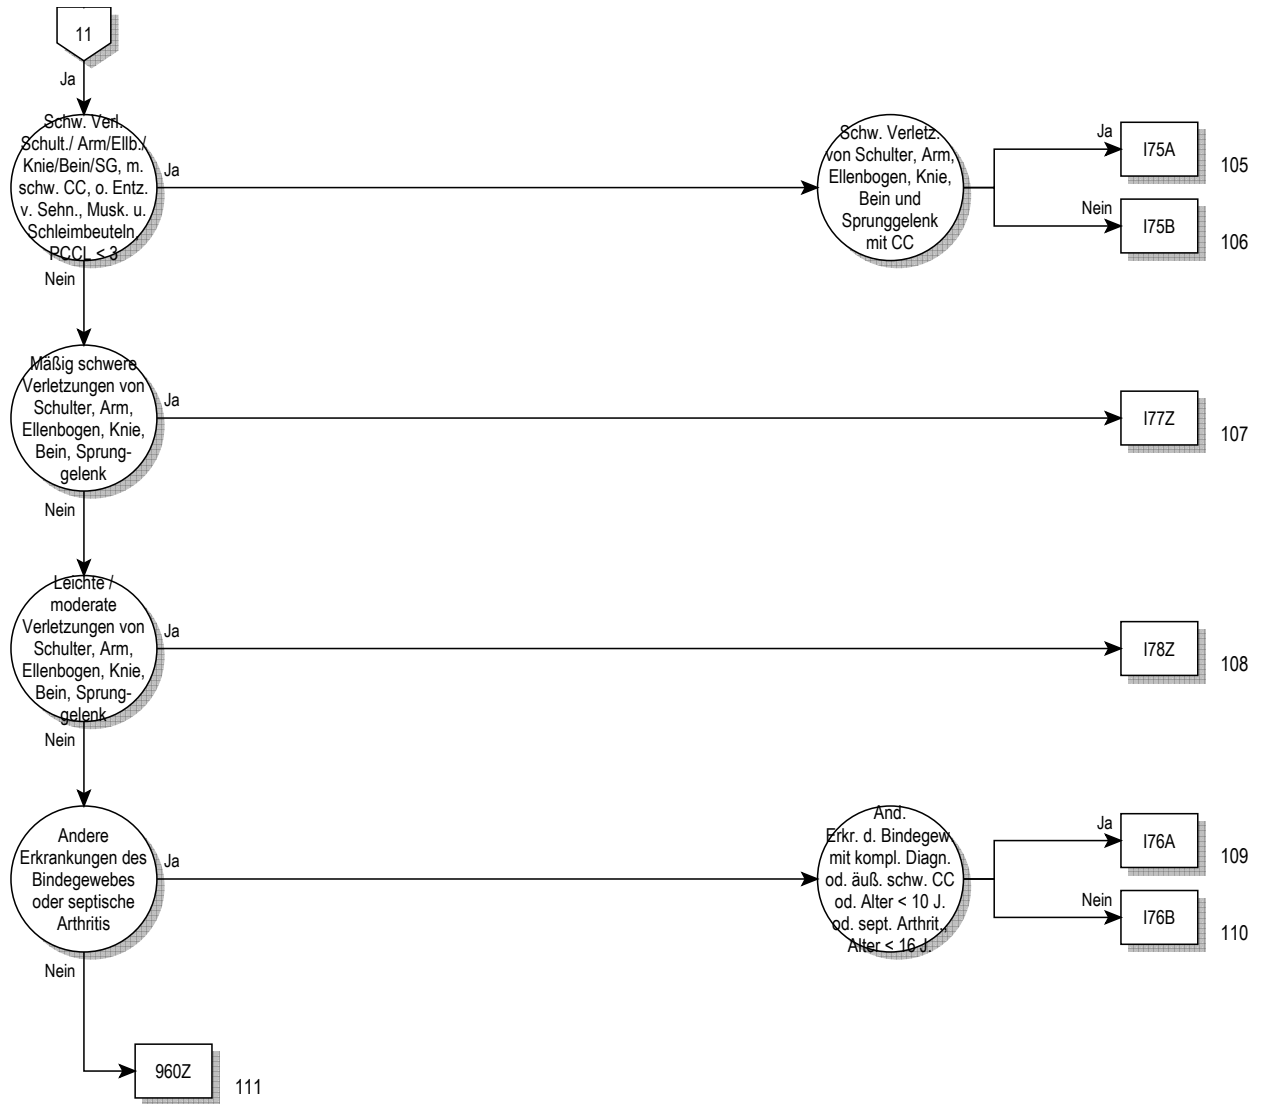 11
Ja
Schw. Verl.
Schult./ Arm/Ellb./
Knie/Bein/SG, m.
schw. CC, o. Entz.
v. Sehn., Musk. u.
Schleimbeuteln,
PCCL < 3
Ja
Schw. Verletz.
von Schulter, Arm,
Ellenbogen, Knie,
Bein und
Sprunggelenk
mit CC
Ja
I75A
105
Nein
I75B
106
Nein
Mäßig schwere
Verletzungen von
Schulter, Arm,
Ellenbogen, Knie,
Bein, Sprung-
gelenk
Ja
I77Z
107
Nein
Leichte /
moderate
Verletzungen von
Schulter, Arm,
Ellenbogen, Knie,
Bein, Sprung-
gelenk
Ja
I78Z
108
Nein
Andere
Erkrankungen des
Bindegewebes
oder septische
Arthritis
Ja
And.
Erkr. d. Bindegew.
mit kompl. Diagn.
od. äuß. schw. CC
od. Alter < 10 J.
od. sept. Arthrit.,
Alter < 16 J.
Ja
I76A
109
Nein
I76B
110
Nein
960Z
111